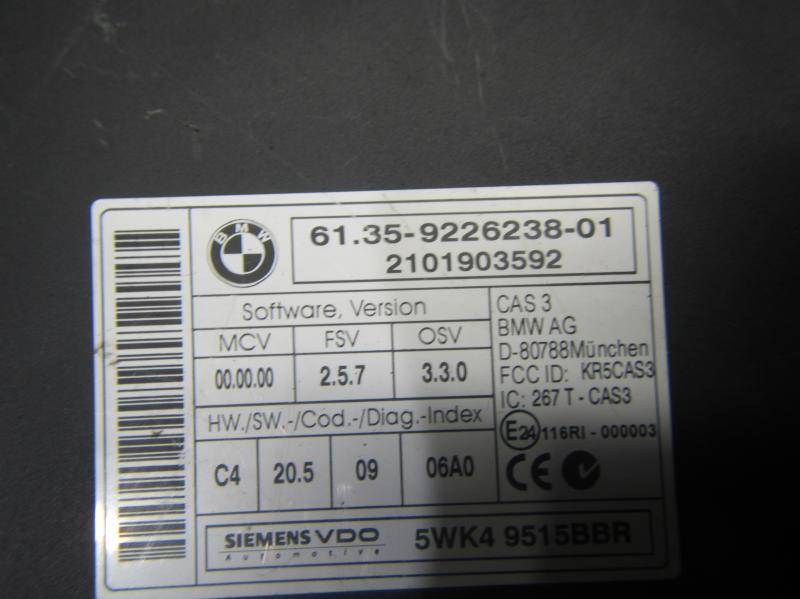 BMW
61.35-9226238-01
2101903592
Software, Version
MCV FSV OSV
00.00.00 2.5.7 3.3.0
HW./SW.-/Cod.-/Diag.-Index
C4 20.5 09 06A0
CAS 3
BMW AG
D-80788München
FCC ID: KR5CAS3
IC: 267 T - CAS3
E24 116RI - 000003
CE
SIEMENS VDO
Automotive
5WK4 9515BBR